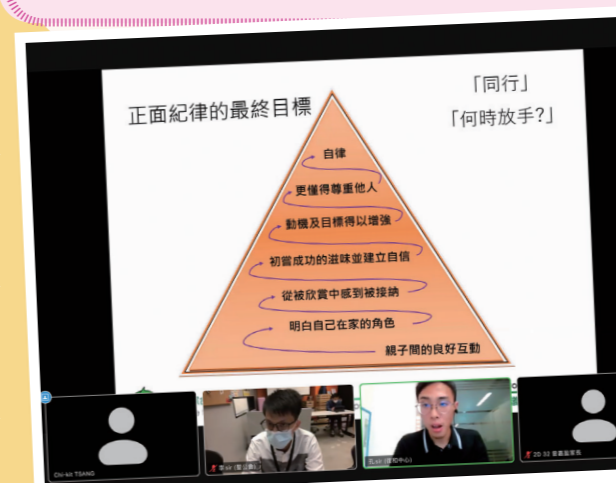 正面紀律的最終目標
「同行」
「何時放手?」
自律
更懂得尊重他人
動機及目標得以增強
初嘗成功的滋味並建立自信
從被欣賞中感到被接納
明白自己在家的角色
親子間的良好互動
Chi-kit TSANG